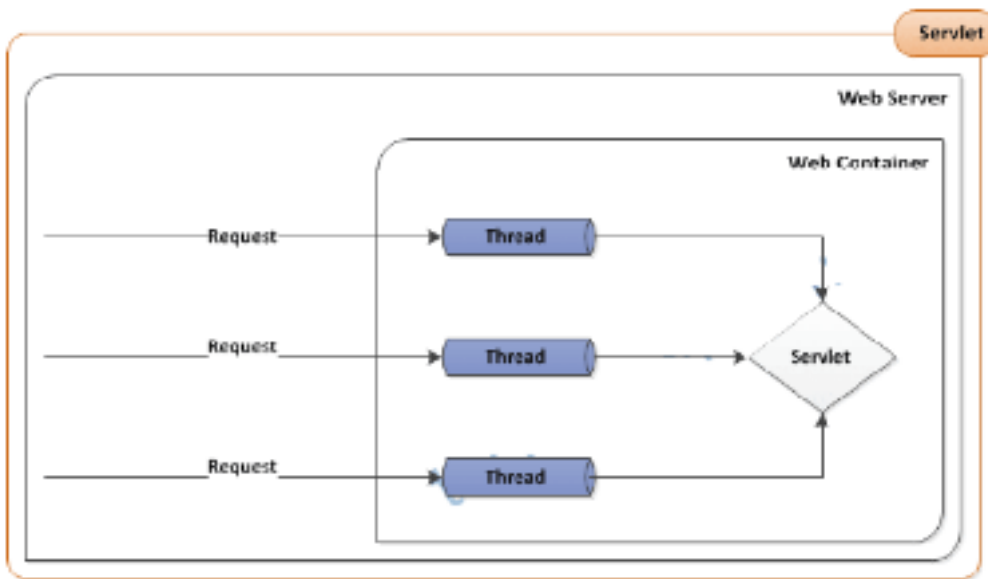 Servlet
Web Server
Web Container
Request
Thread
Request
Thread
Servlet
Request
Thread